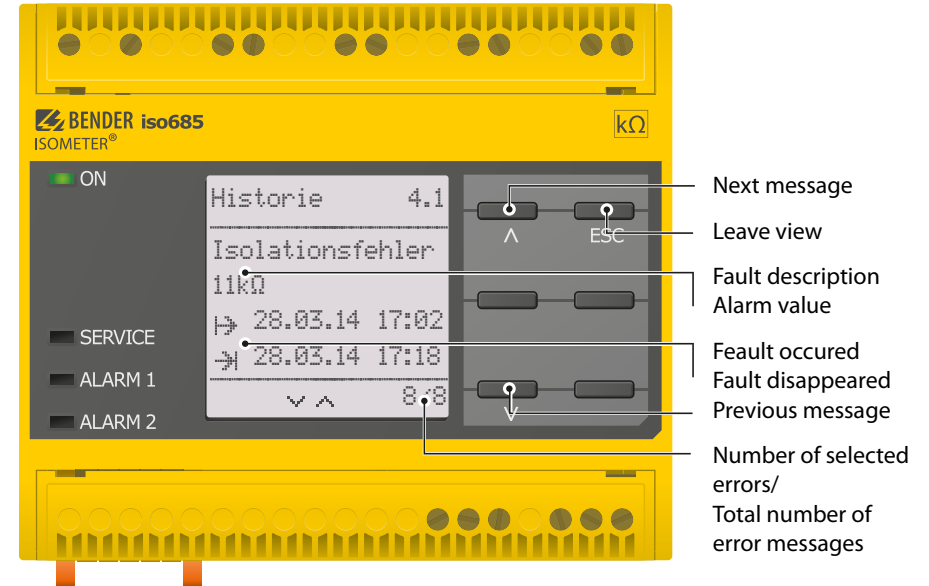 BENDER iso685
ISOMETER®
kΩ
ON
SERVICE
ALARM 1
ALARM 2
Historie 4.1
Isolationsfehler
11kΩ
28.03.14 17:02
28.03.14 17:18
8/8
ESC
Next message
Leave view
Fault description
Alarm value
Feault occured
Fault disappeared
Previous message
Number of selected
errors/
Total number of
error messages